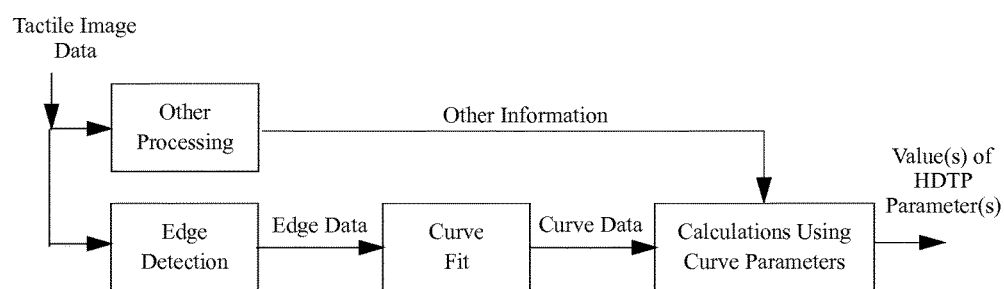 Tactile Image
Data
Other
Processing
Other Information
Value(s) of
HDTP
Parameter(s)
Edge
Detection
Edge Data
Curve
Fit
Curve Data
Calculations Using
Curve Parameters